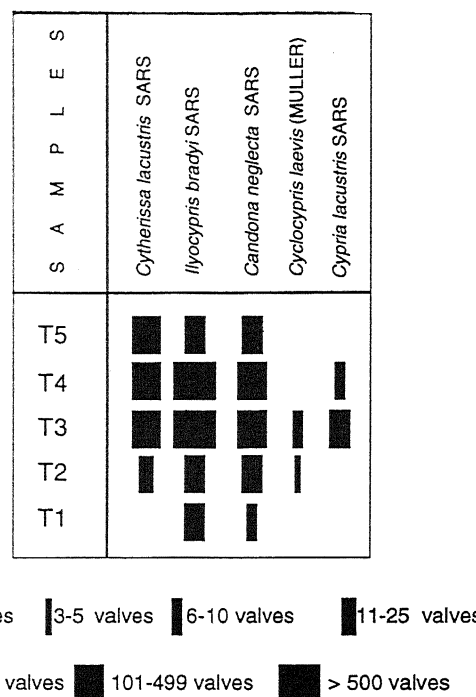 SAMPLES
Cytherissa lacustris SARS
Ilyocypris bradyi SARS
Candona neglecta SARS
Cyclocypris laevis (MULLER)
Cypria lacustris SARS
T5
T4
T3
T2
T1
3-5 valves 6-10 valves 11-25 valves
valves 101-499 valves > 500 valves